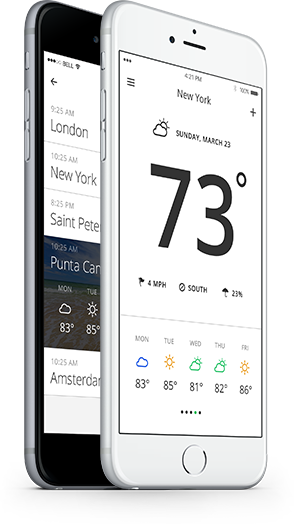 BELL
9:25 AM
London
10:25 AM
New York
8:25 PM
Saint Pete
10:25 AM
Punta Can
MON TUE
83° 85°
10:25 AM
Amsterdam
4:21 PM
100%
New York
+
SUNDAY, MARCH 23
73°
4 MPH SOUTH 23%
MON TUE WED THU FRI
83° 85° 81° 82° 86°